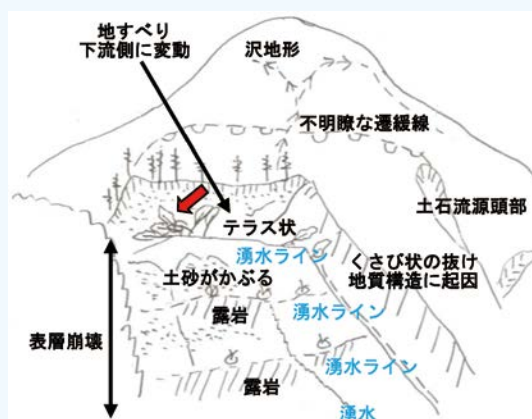 地すべり
下流側に変動
沢地形
不明瞭な遷緩線
土石流源頭部
テラス状
湧水ライン
くさび状の抜け
地質構造に起因
土砂がかぶる
湧水ライン
露岩
表層崩壊
湧水ライン
露岩
湧水